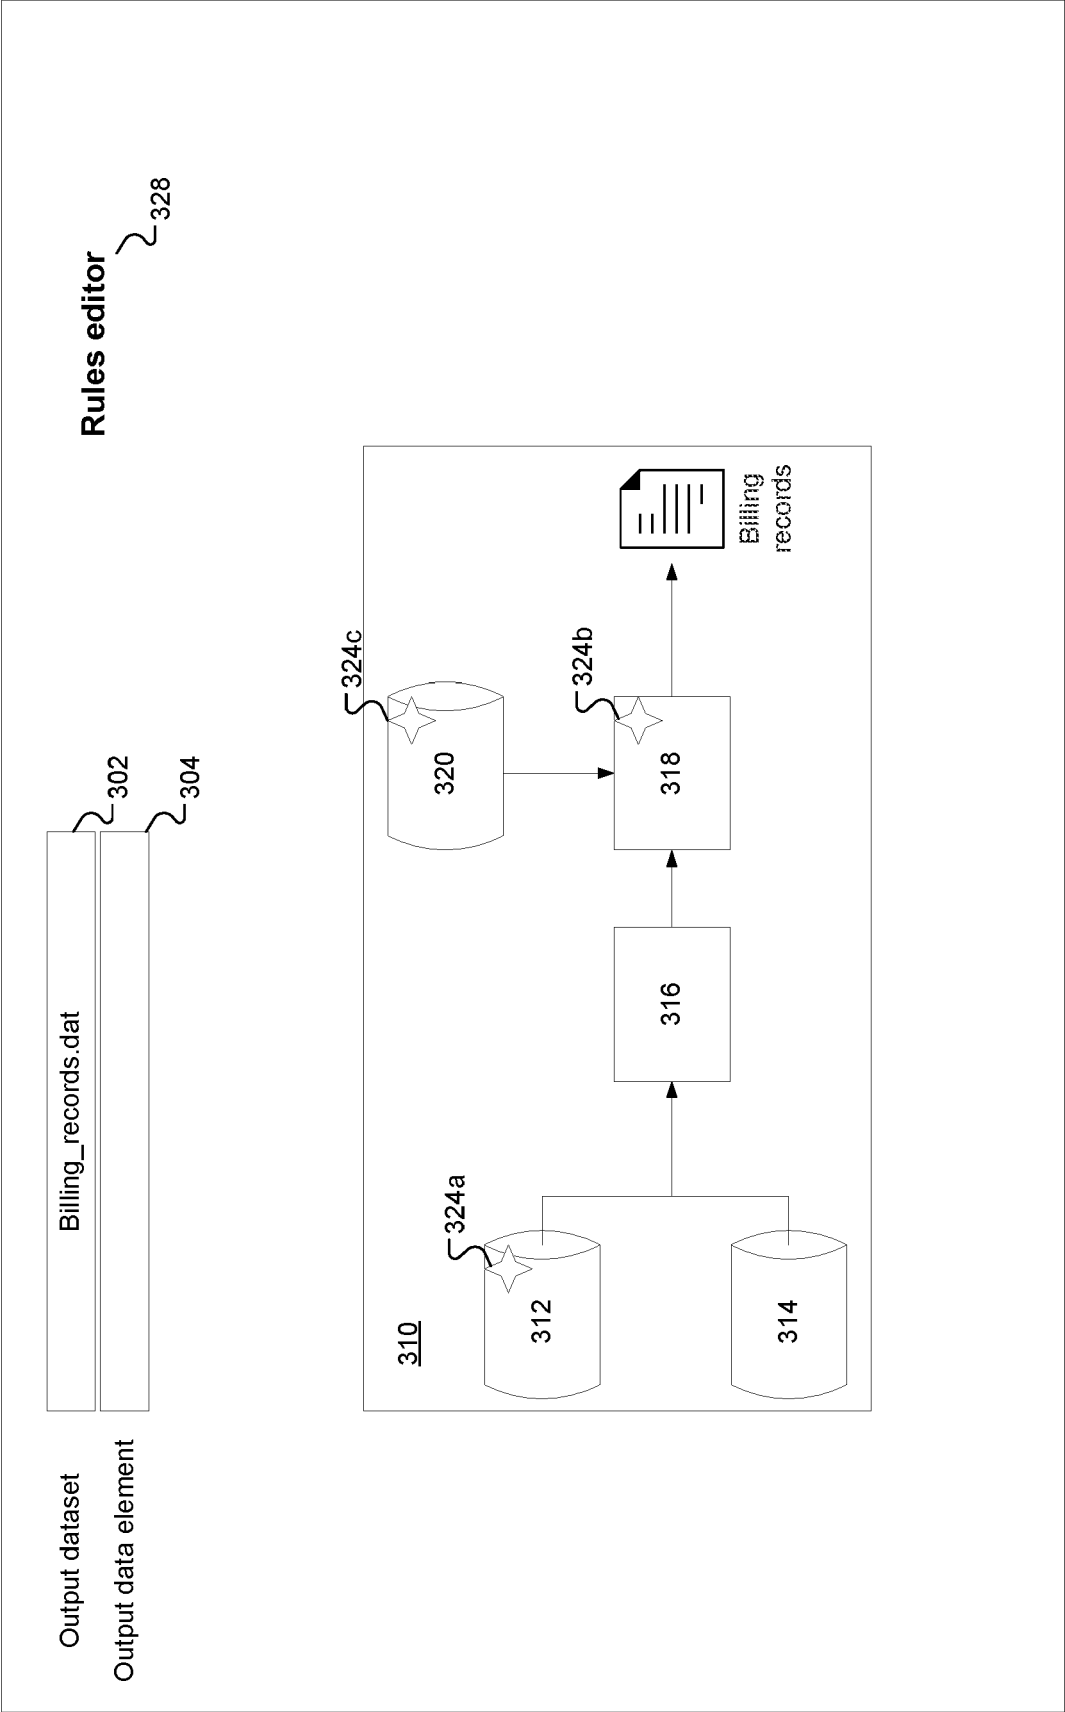 Output dataset
Billing_records.dat
302
Output data element
304
Rules editor
328
310
324c
320
324a
312
324b
318
316
314
Billing
records